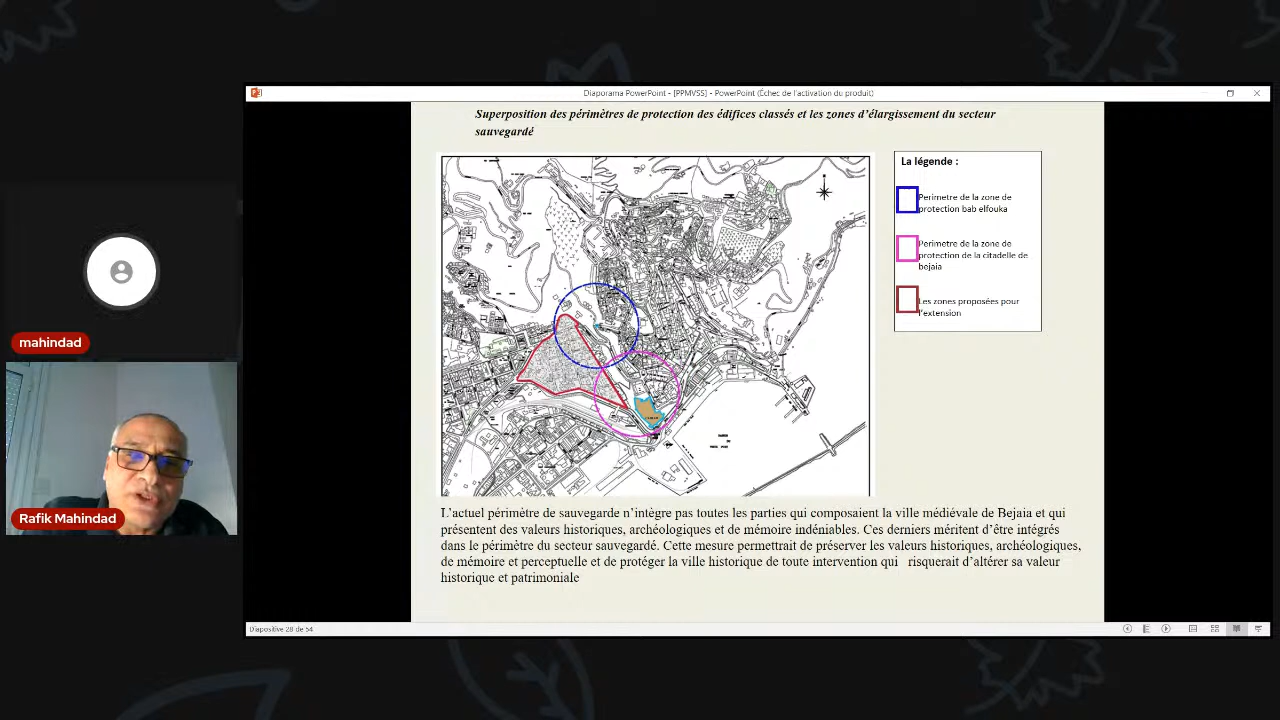 Diaporama PowerPoint - [PPMVSS] - PowerPoint (Échec de l'activation du produit)
Superposition des périmètres de protection des édifices classés et les zones d'élargissement du secteur
sauvegardé
La légende :
Perimetre de la zone de
protection bab elfouka
Perimetre de la zone de
protection de la citadelle de
bejaia
Les zones proposées pour
l'extension
mahindad
Rafik Mahindad
L'actuel périmètre de sauvegarde n'intègre pas toutes les parties qui composaient la ville médiévale de Bejaia et qui
présentent des valeurs historiques, archéologiques et de mémoire indéniables. Ces derniers méritent d'être intégrés
dans le périmètre du secteur sauvegardé. Cette mesure permettrait de préserver les valeurs historiques, archéologiques,
de mémoire et perceptuelle et de protéger la ville historique de toute intervention qui risquerait d'altérer sa valeur
historique et patrimoniale
Diapositive 28 de 54